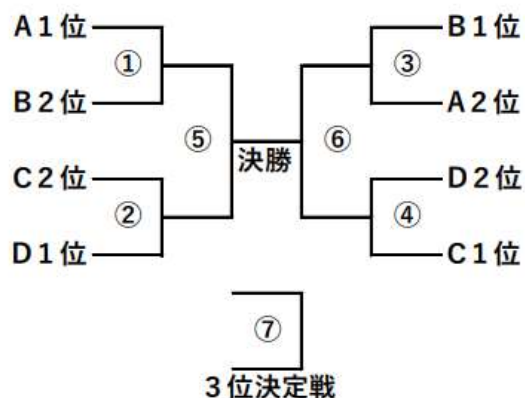 A1位
B1位
①
③
B2位
A2位
⑤
決勝
⑥
C2位
D2位
②
④
D1位
C1位
⑦
3位決定戦